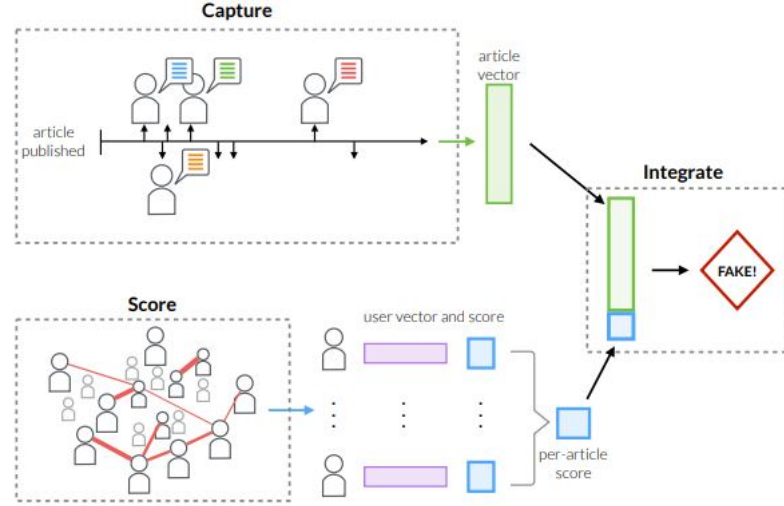 Capture
article
published
article
vector
Integrate
FAKE!
Score
user vector and score
per-article
score